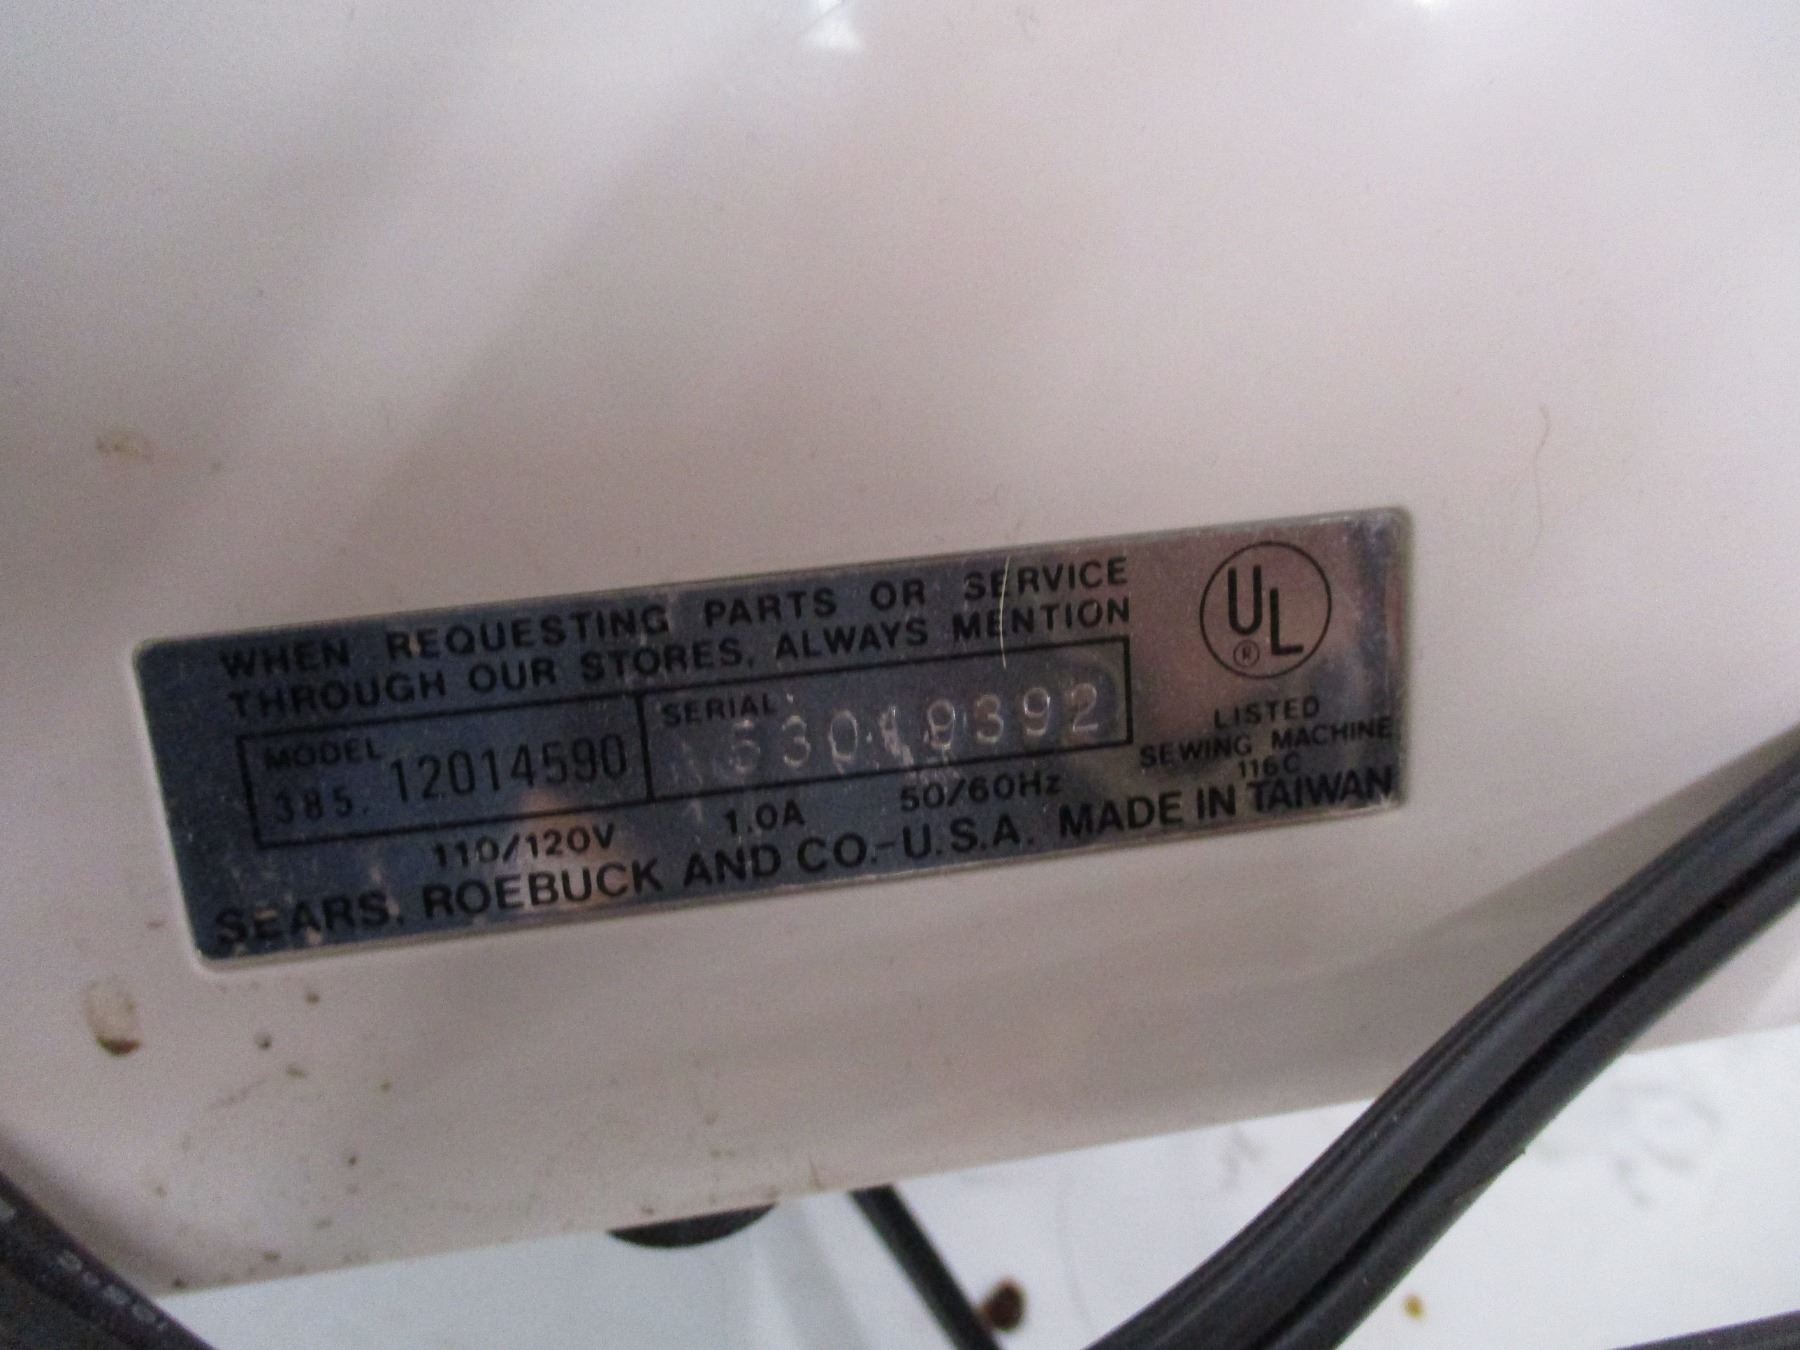 WHEN REQUESTING PARTS OR SERVICE
THROUGH OUR STORES, ALWAYS MENTION
MODEL
385. 12014590
SERIAL
110/120V 1.0A 50/60Hz
SEARS, ROEBUCK AND CO.-U.S.A. MADE IN TAIWAN
UL
®
LISTED
SEWING MACHINE
116C